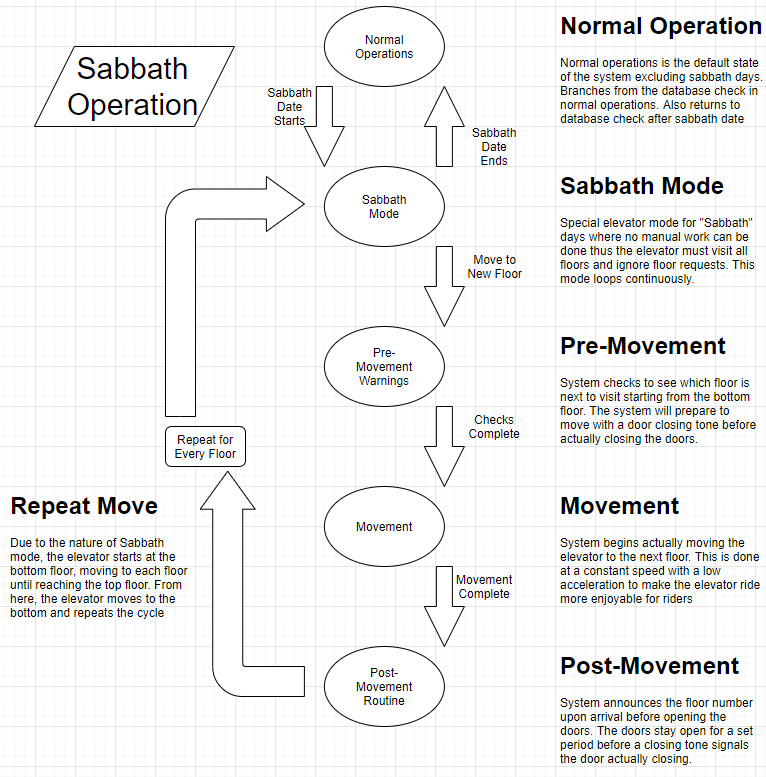 Sabbath
Operation
Normal
Operations
Sabbath
Date
Starts
Sabbath
Date
Ends
Normal Operation
Normal operations is the default state
of the system excluding sabbath days.
Branches from the database check in
normal operations. Also returns to
database check after sabbath date
Sabbath
Mode
Sabbath Mode
Special elevator mode for "Sabbath"
days where no manual work can be
done thus the elevator must visit all
floors and ignore floor requests. This
mode loops continuously.
Move to
New Floor
Pre-
Movement
Warnings
Pre-Movement
System checks to see which floor is
next to visit starting from the bottom
floor. The system will prepare to
move with a door closing tone before
actually closing the doors.
Checks
Complete
Repeat for
Every Floor
Repeat Move
Due to the nature of Sabbath
mode, the elevator starts at the
bottom floor, moving to each floor
until reaching the top floor. From
here, the elevator moves to the
bottom and repeats the cycle
Movement
Movement
System begins actually moving the
elevator to the next floor. This is done
at a constant speed with a low
acceleration to make the elevator ride
more enjoyable for riders
Movement
Complete
Post-
Movement
Routine
Post-Movement
System announces the floor number
upon arrival before opening the
doors. The doors stay open for a set
period before a closing tone signals
the door actually closing.